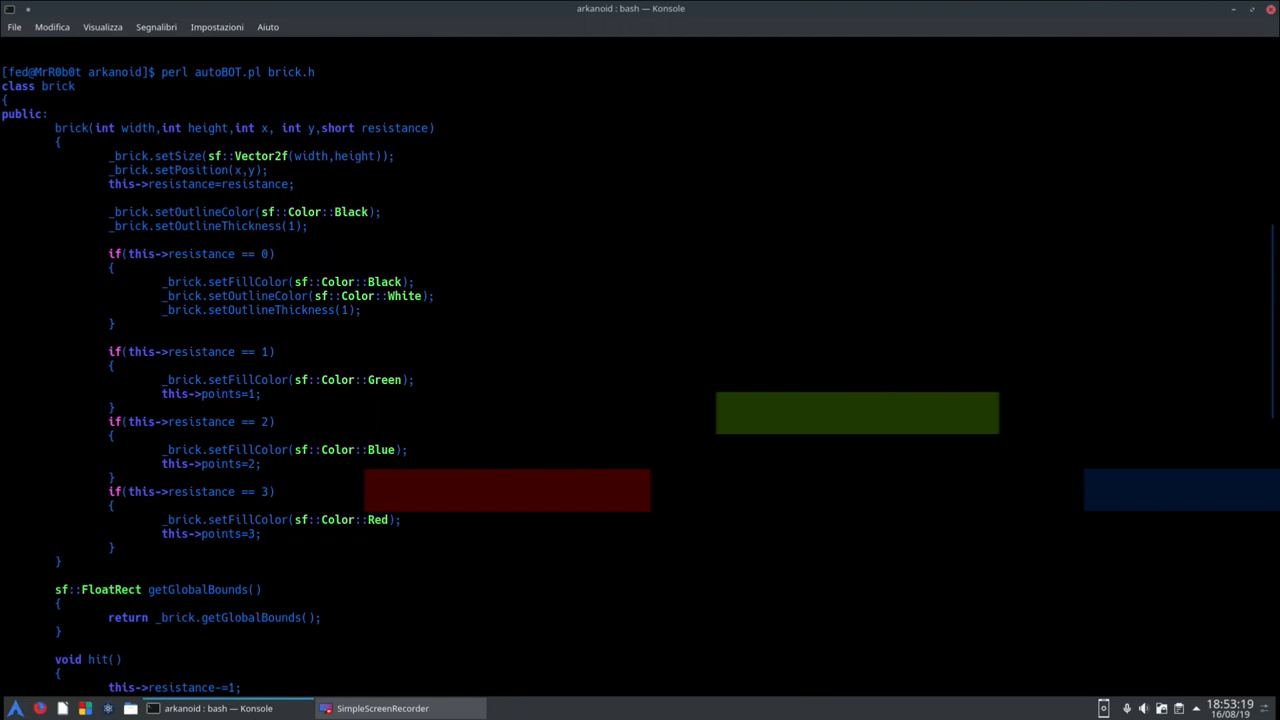 arkanoid : bash — Konsole
File Modifica Visualizza Segnalibri Impostazioni Aiuto
[fed@MrR0b0t arkanoid]$ perl autoBOT.pl brick.h
class brick
{
public:
brick(int width,int height,int x, int y,short resistance)
{
_brick.setSize(sf::Vector2f(width,height));
_brick.setPosition(x,y);
this->resistance=resistance;
_brick.setOutlineColor(sf::Color::Black);
_brick.setOutlineThickness(1);
if(this->resistance == 0)
{
_brick.setFillColor(sf::Color::Black);
_brick.setOutlineColor(sf::Color::White);
_brick.setOutlineThickness(1);
}
if(this->resistance == 1)
{
_brick.setFillColor(sf::Color::Green);
this->points=1;
}
if(this->resistance == 2)
{
_brick.setFillColor(sf::Color::Blue);
this->points=2;
}
if(this->resistance == 3)
{
_brick.setFillColor(sf::Color::Red);
this->points=3;
}
}
sf::FloatRect getGlobalBounds()
{
return _brick.getGlobalBounds();
}
void hit()
{
this->resistance-=1;
arkanoid : bash — Konsole SimpleScreenRecorder 18:53:19
16/08/19